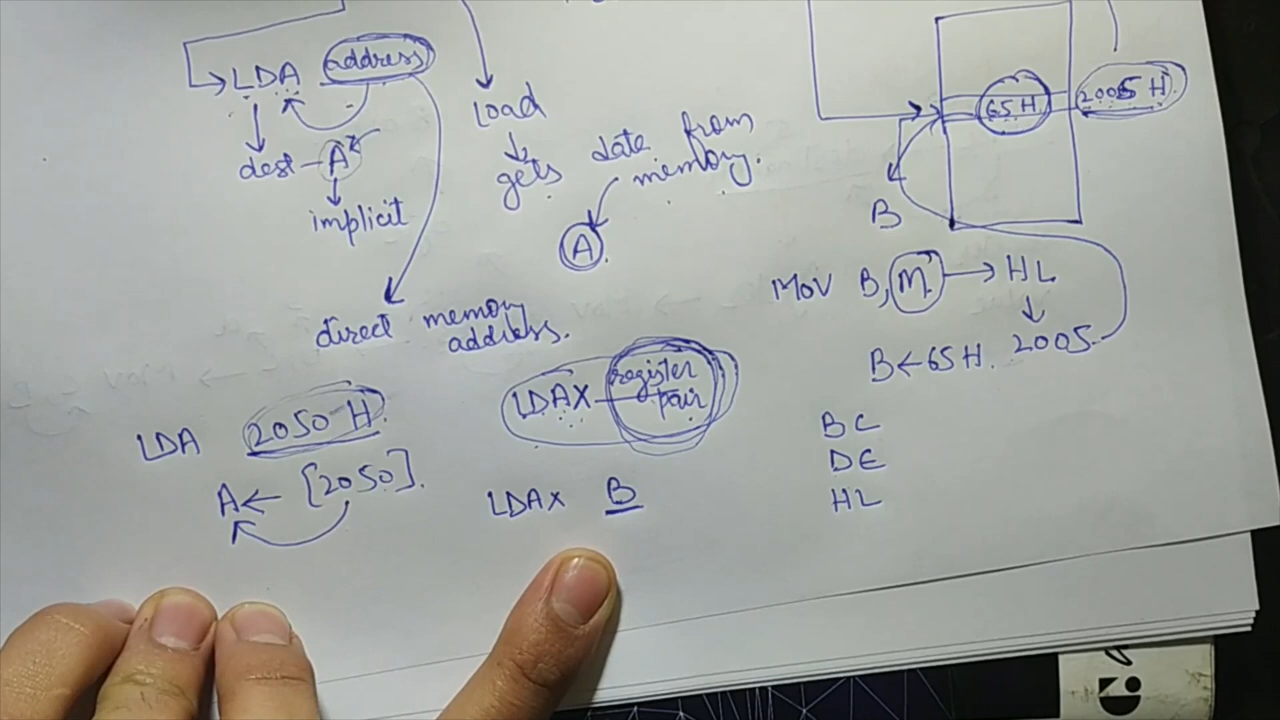 LDA address
dest - A
implicit
direct memory
address.
Load
gets data from
memory.
A
65 H
2005 H
B
MOV B, M → HL
2005
B ← 65 H.
LDA 2050 H
A ← [2050].
LDAX register
pair
LDAX B
BC
DE
HL